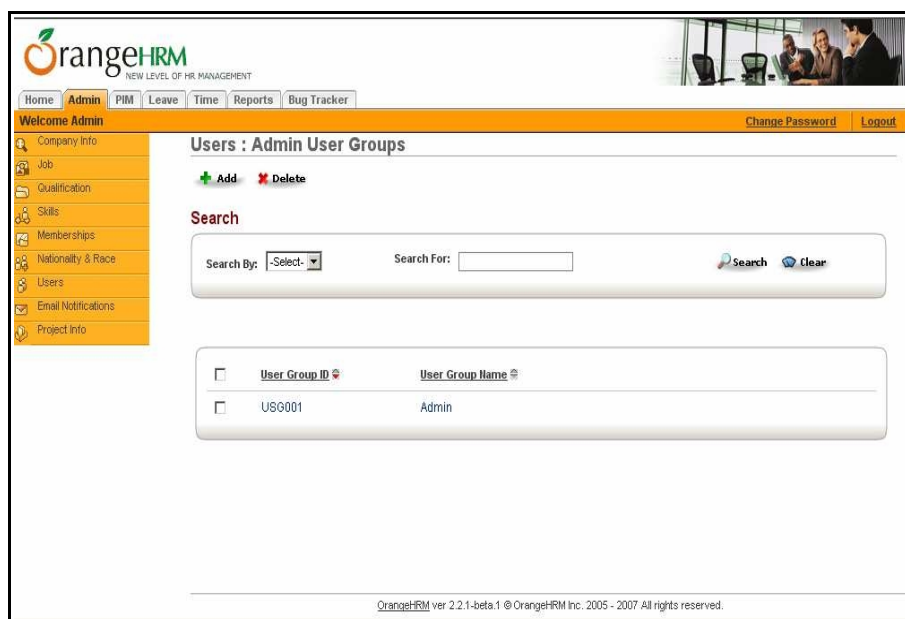 OrangeHRM
NEW LEVEL OF HR MANAGEMENT
Home Admin PIM Leave Time Reports Bug Tracker
Welcome Admin Change Password Logout
Company Info
Job
Qualification
Skills
Memberships
Nationality & Race
Users
Email Notifications
Project Info
Users : Admin User Groups
Add Delete
Search
Search By: -Select- Search For: Search Clear
User Group ID User Group Name
USG001 Admin
OrangeHRM ver 2.2.1-beta.1 © OrangeHRM Inc. 2005 - 2007 All rights reserved.